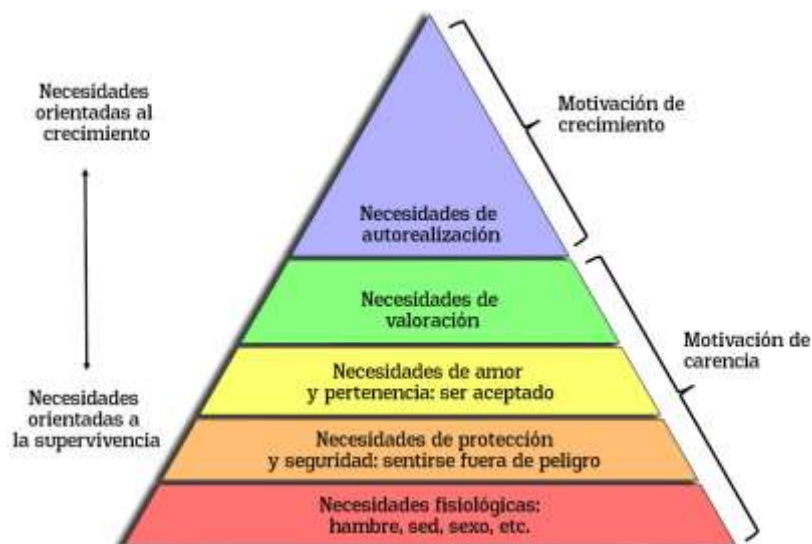 Necesidades
orientadas al
crecimiento
Motivación de
crecimiento
Necesidades de
autorealización
Necesidades de
valoración
Motivación de
carencia
Necesidades de amor
y pertenencia: ser aceptado
Necesidades
orientadas a
la supervivencia
Necesidades de protección
y seguridad: sentirse fuera de peligro
Necesidades fisiológicas:
hambre, sed, sexo, etc.